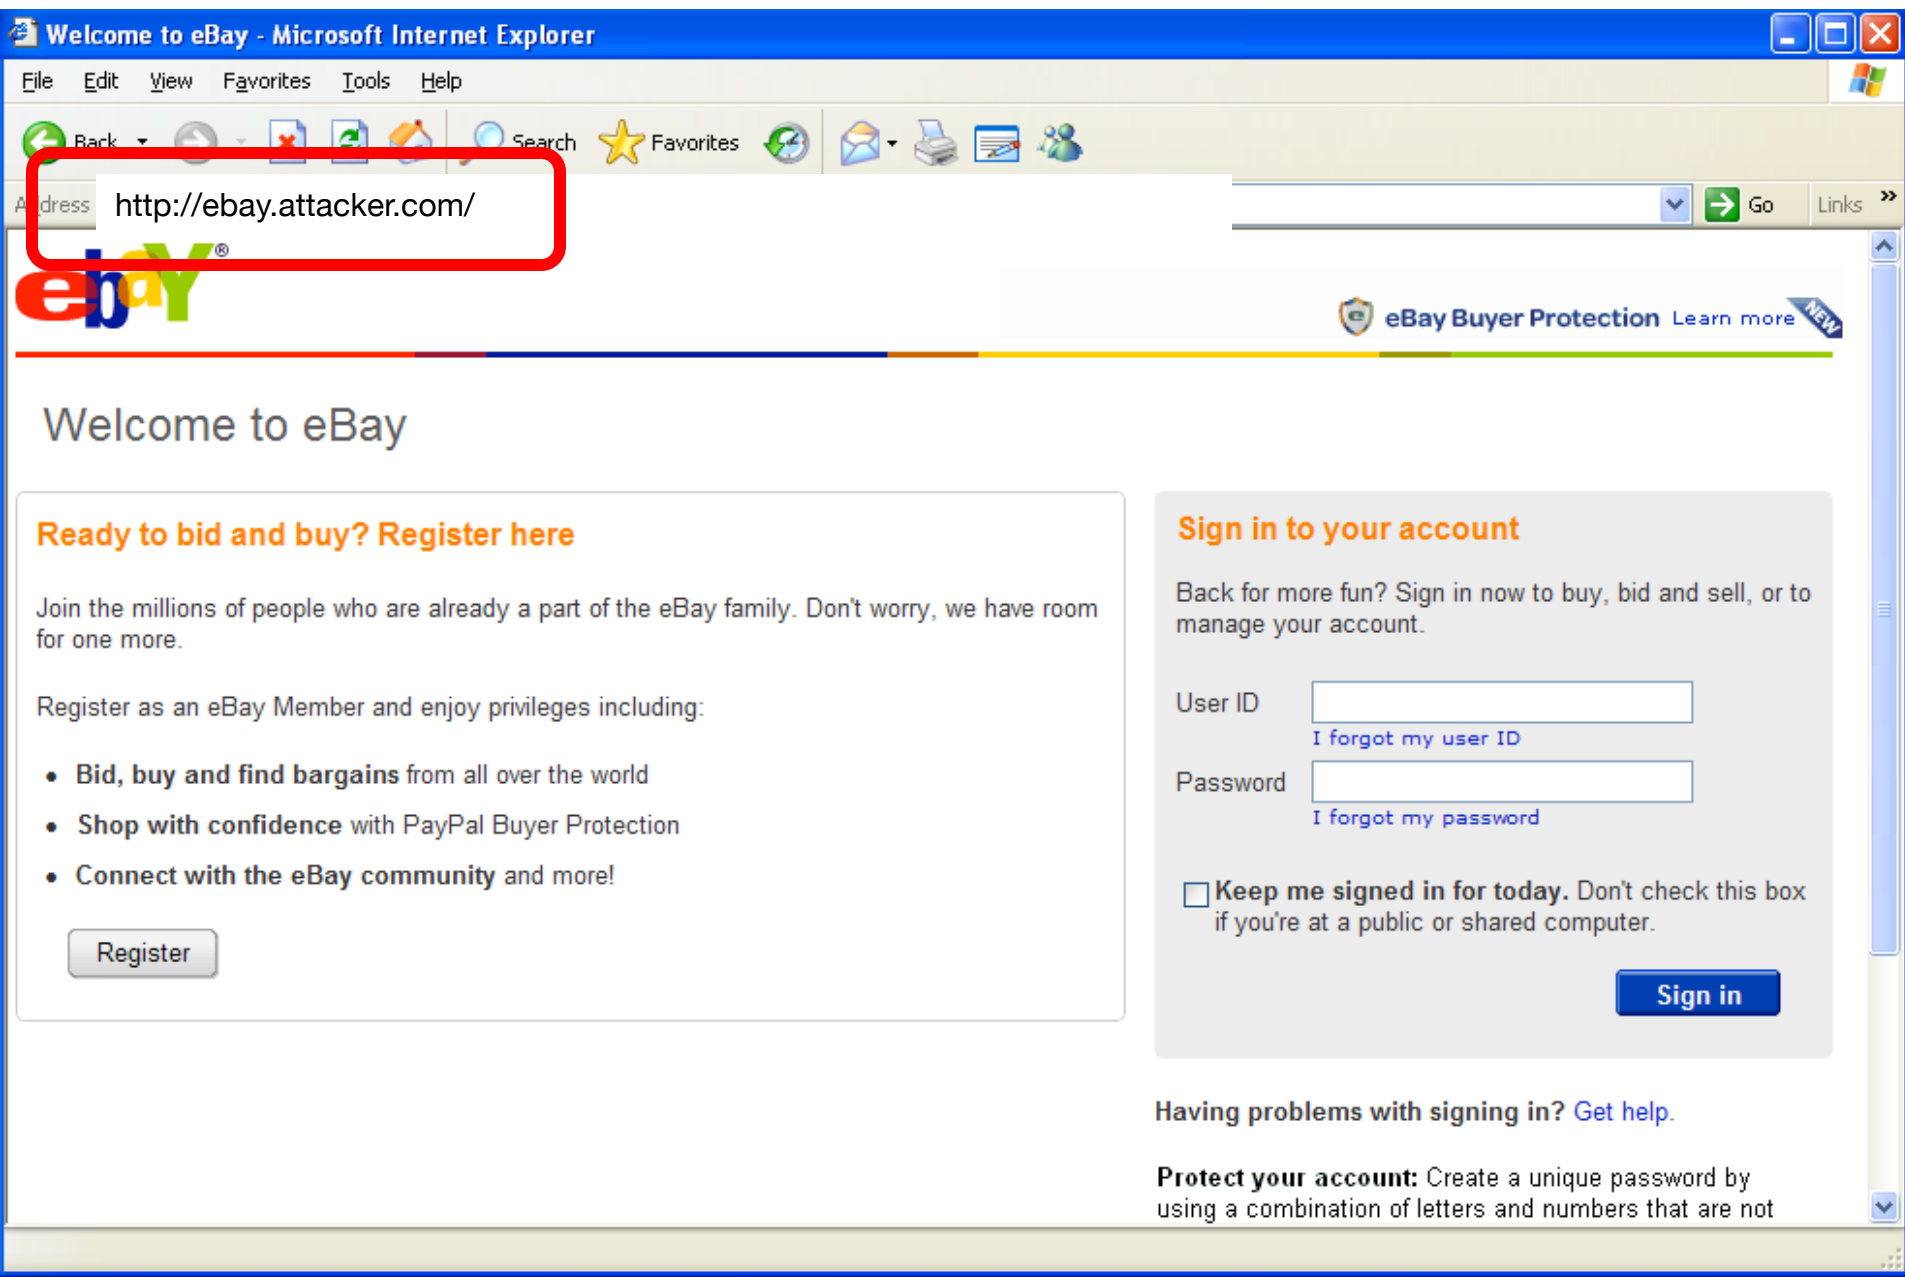 Welcome to eBay - Microsoft Internet Explorer
File Edit View Favorites Tools Help
Back Search Favorites
Address http://ebay.attacker.com/ Go Links »
ebaY®
eBay Buyer Protection Learn more NEW
Welcome to eBay
Ready to bid and buy? Register here
Join the millions of people who are already a part of the eBay family. Don't worry, we have room
for one more.
Register as an eBay Member and enjoy privileges including:
• Bid, buy and find bargains from all over the world
• Shop with confidence with PayPal Buyer Protection
• Connect with the eBay community and more!
Register
Sign in to your account
Back for more fun? Sign in now to buy, bid and sell, or to
manage your account.
User ID
I forgot my user ID
Password
I forgot my password
Keep me signed in for today. Don't check this box
if you're at a public or shared computer.
Sign in
Having problems with signing in? Get help.
Protect your account: Create a unique password by
using a combination of letters and numbers that are not